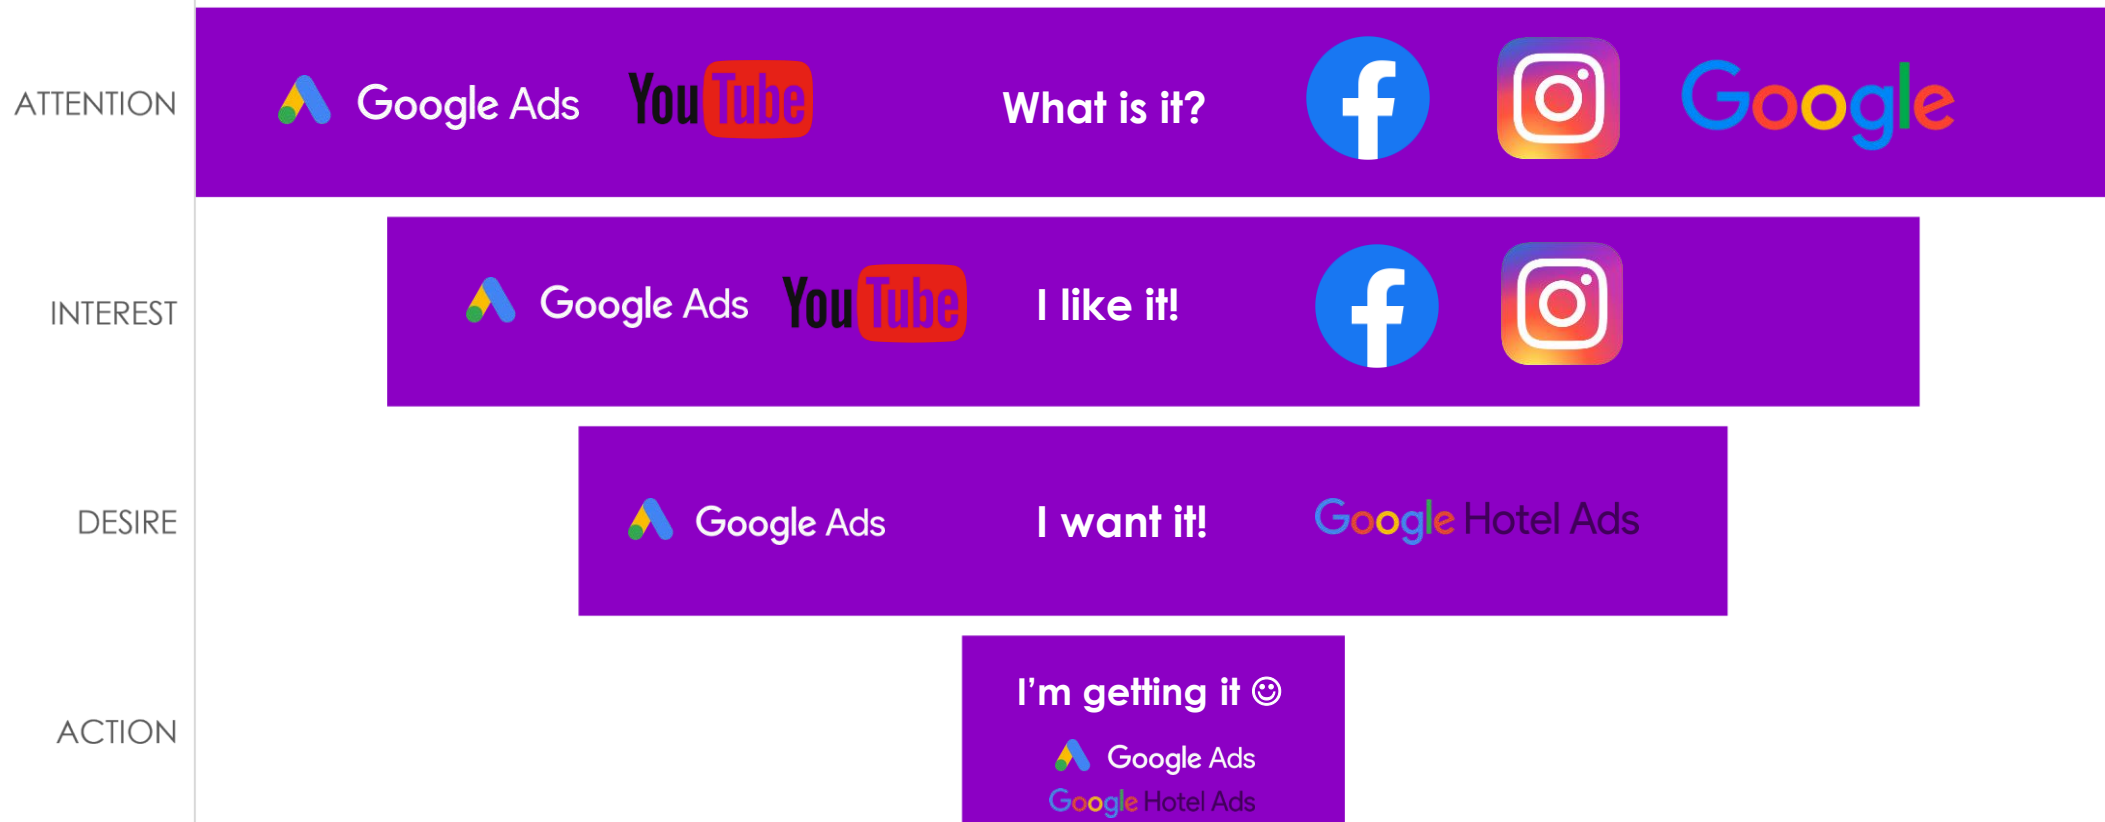 ATTENTION
Google Ads
YouTube
What is it?
Google
INTEREST
Google Ads
YouTube
I like it!
DESIRE
Google Ads
I want it!
Google Hotel Ads
ACTION
I'm getting it ☺
Google Ads
Google Hotel Ads